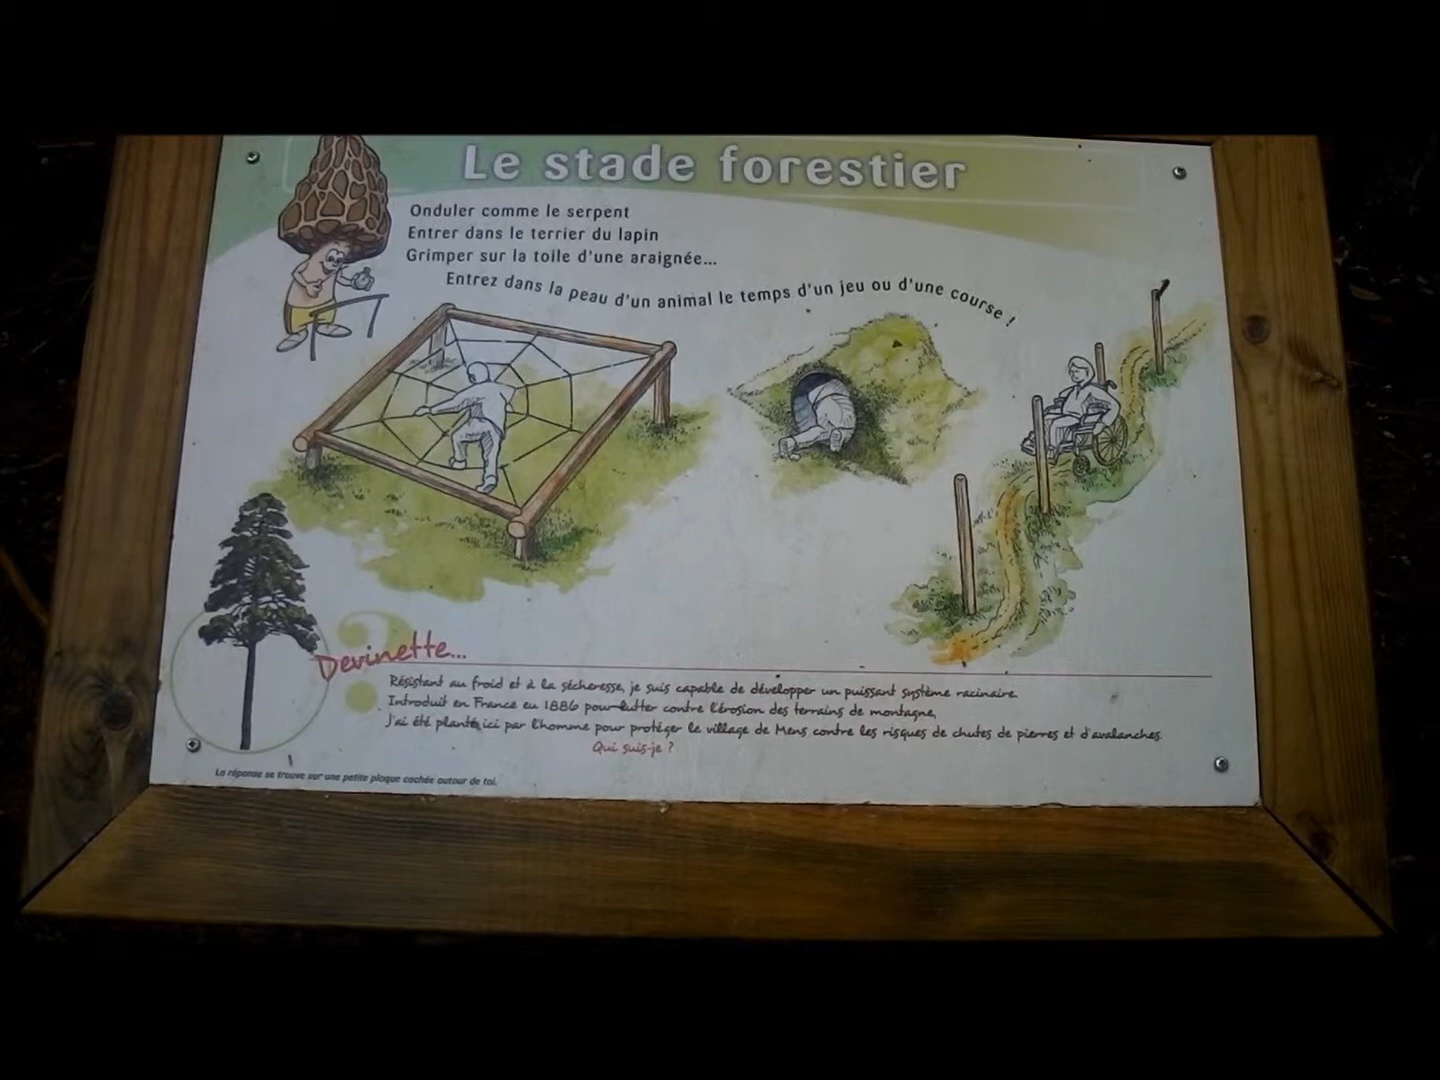 Le stade forestier
Onduler comme le serpent
Entrer dans le terrier du lapin
Grimper sur la toile d'une araignée...
Entrez dans la peau d'un animal le temps d'un jeu ou d'une course !
?
Devinette...
Résistant au froid et à la sécheresse, je suis capable de développer un puissant système racinaire.
Introduit en France en 1886 pour lutter contre l'érosion des terrains de montagne,
J'ai été planté ici par l'homme pour protéger le village de Mens contre les risques de chutes de pierres et d'avalanches.
Qui suis-je ?
La réponse se trouve sur une petite plaque cachée autour de toi.